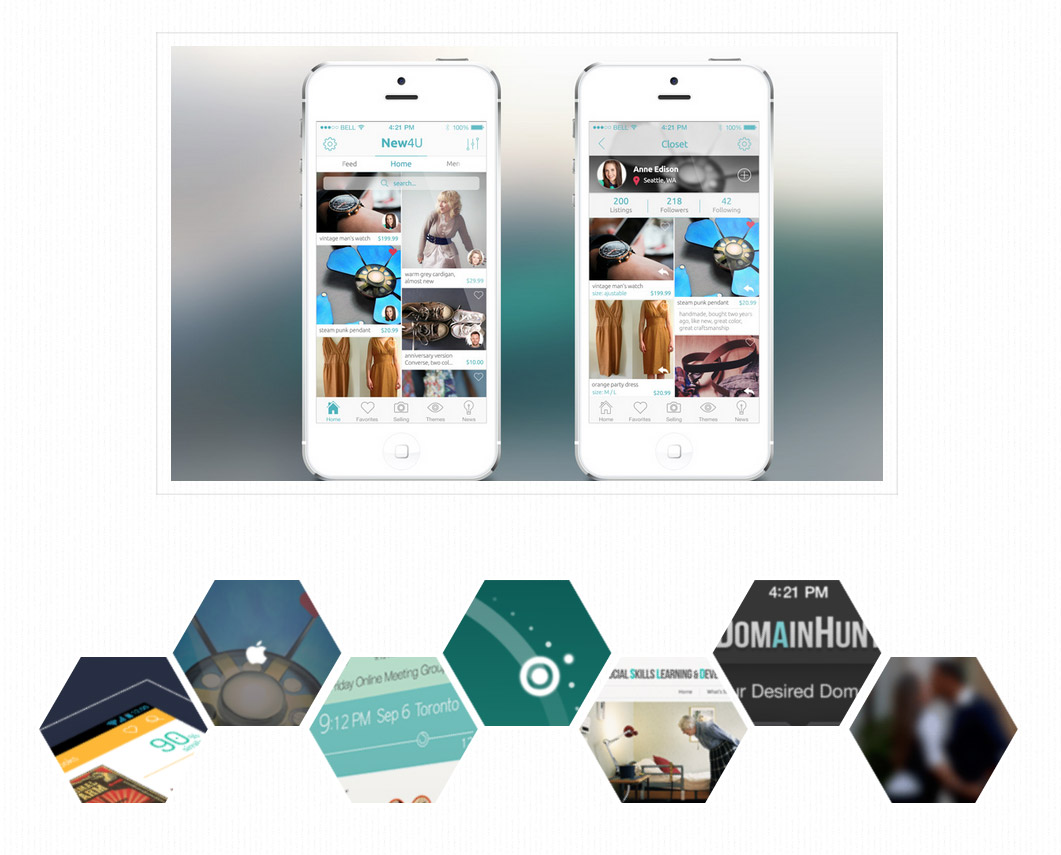 ●●●○○ BELL 4:21 PM 100%
New4U
Feed Home Men
search...
vintage man's watch $199.99
warm grey cardigan,
almost new $29.99
steam punk pendant $20.99
anniversary version
Converse, two col... $10.00
Home Favorites Selling Themes News
●●●○○ BELL 4:21 PM 100%
Closet
Anne Edison
Seattle, WA
200 218 42
Listings Followers Following
vintage man's watch
size: ajustable $199.99
steam punk pendant $20.99
handmade, bought two years
ago, like new, great color,
great craftsmanship
orange party dress
size: M / L $20.99
Home Favorites Selling Themes News
90%
iday Online Meeting Group
9:12 PM Sep 6 Toronto
CIAL SKILLS LEARNING & DEVE
Home What's
4:21 PM
DOMAINHUN
ur Desired Dom